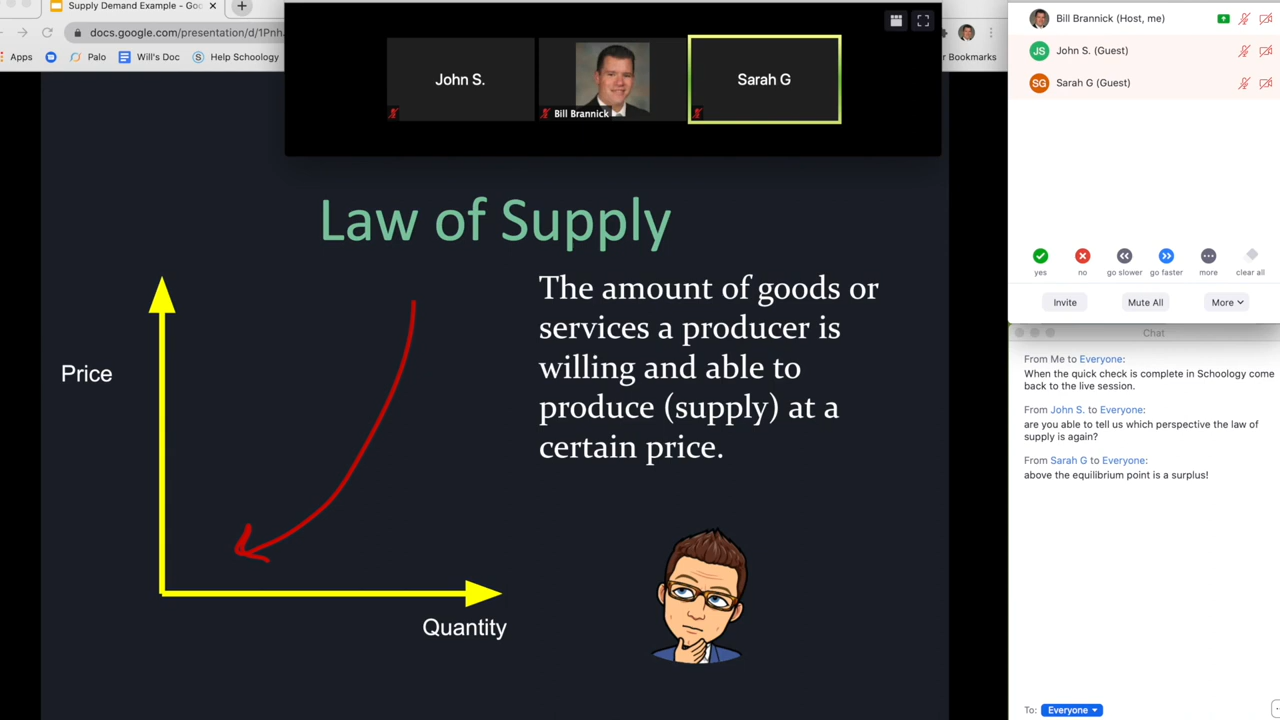 Supply Demand Example - Goo
docs.google.com/presentation/d/1Pnh
Apps
Palo
Will's Doc
Help Schoology
r Bookmarks
John S.
Bill Brannick
Sarah G
Law of Supply
The amount of goods or
services a producer is
willing and able to
produce (supply) at a
certain price.
Price
Quantity
Bill Brannick (Host, me)
JS
John S. (Guest)
SG
Sarah G (Guest)
yes
no
go slower
go faster
more
clear all
Invite
Mute All
More
Chat
From Me to Everyone:
When the quick check is complete in Schoology come
back to the live session.
From John S. to Everyone:
are you able to tell us which perspective the law of
supply is again?
From Sarah G to Everyone:
above the equilibrium point is a surplus!
To: Everyone